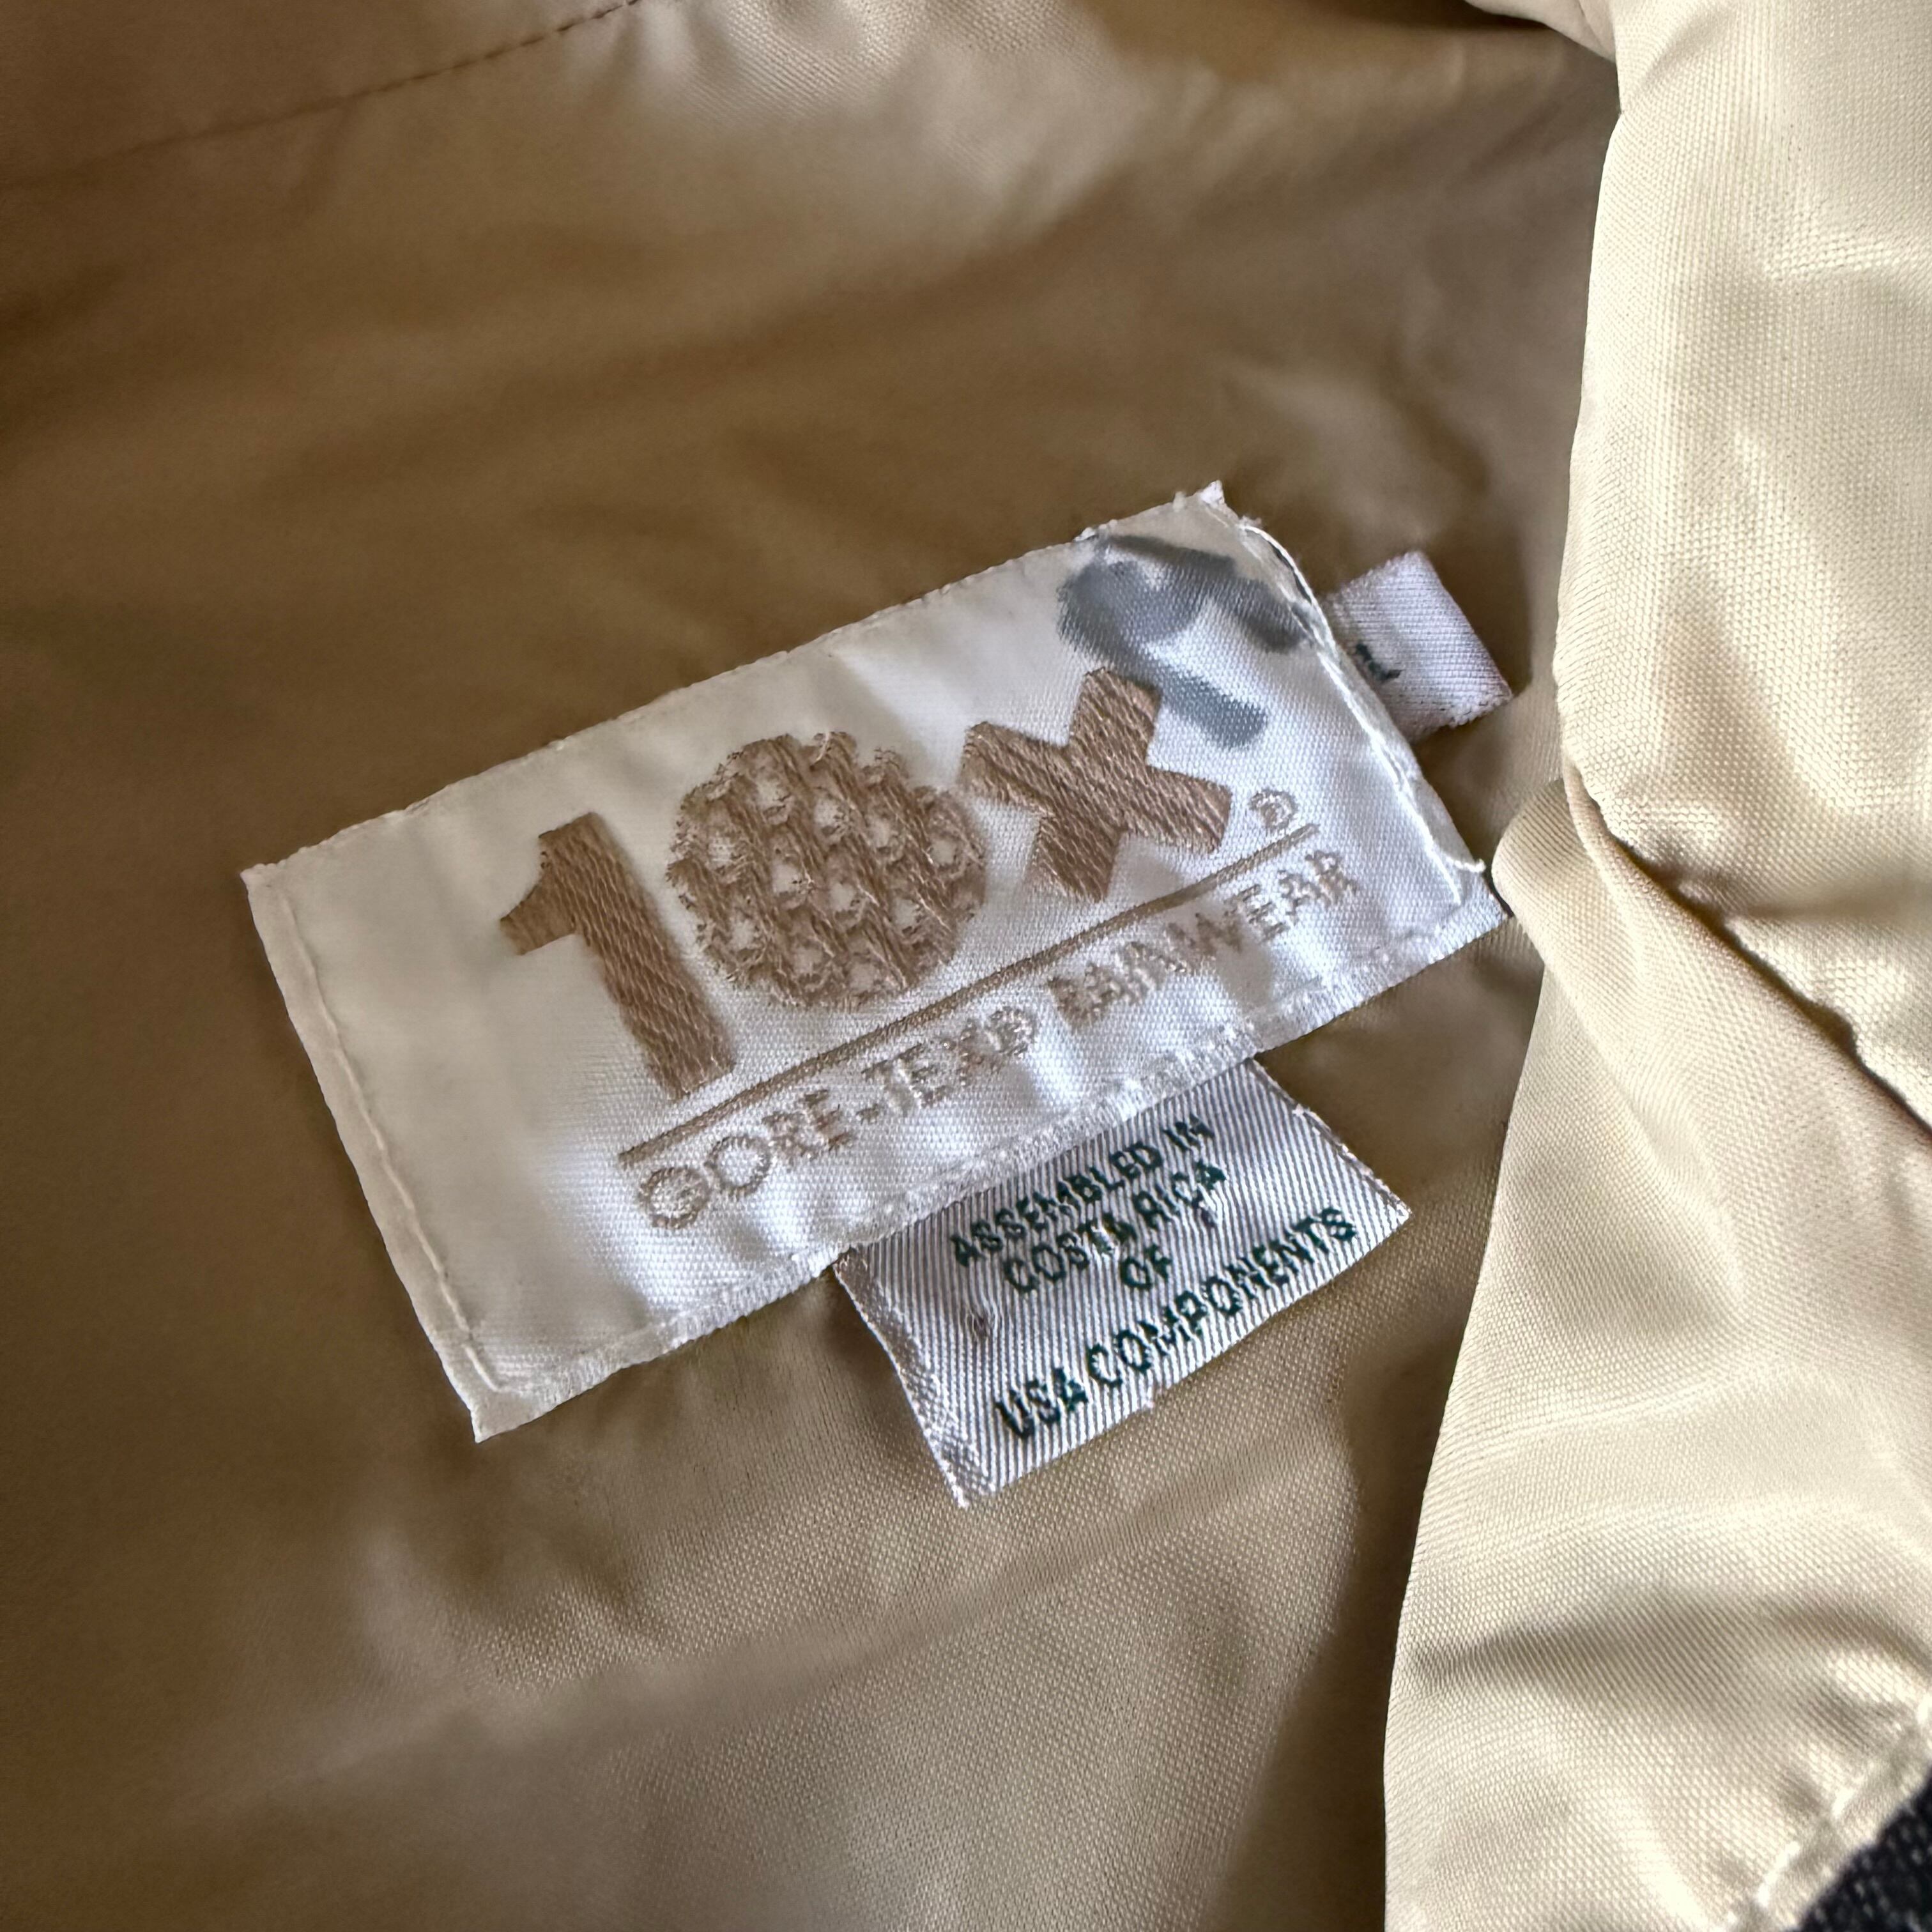 10X®
GORE-TEX® RAINWEAR
ASSEMBLED IN
COSTA RICA
OF
USA COMPONENTS